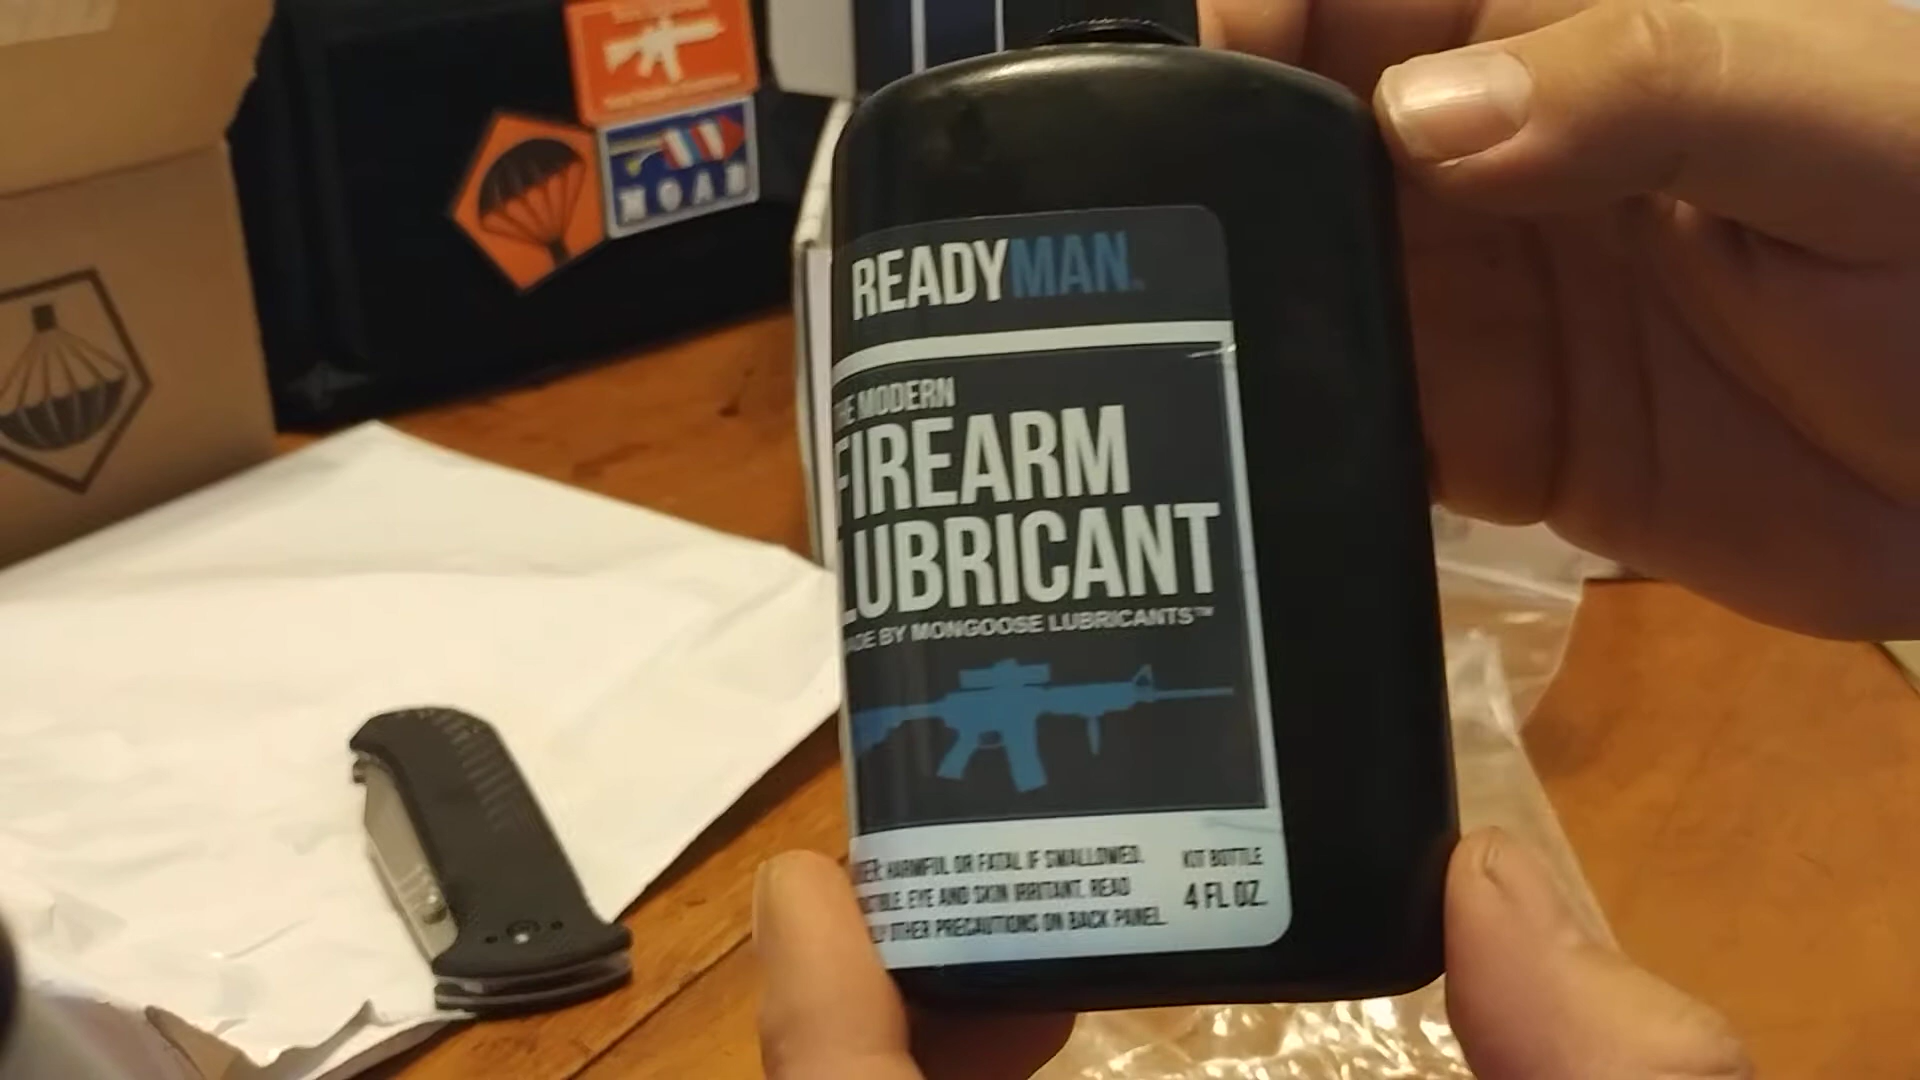 MOAB
READYMAN
THE MODERN
FIREARM
LUBRICANT
MADE BY MONGOOSE LUBRICANTS™
HARMFUL OR FATAL IF SWALLOWED.
EYE AND SKIN IRRITANT. READ
OTHER PRECAUTIONS ON BACK PANEL.
KIT BOTTLE
4 FL OZ.